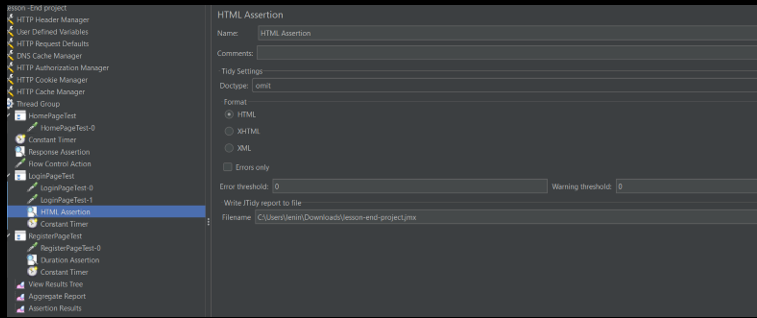 lesson -End project
HTTP Header Manager
User Defined Variables
HTTP Request Defaults
DNS Cache Manager
HTTP Authorization Manager
HTTP Cookie Manager
HTTP Cache Manager
Thread Group
HomePageTest
HomePageTest-0
Constant Timer
Response Assertion
Flow Control Action
LoginPageTest
LoginPageTest-0
LoginPageTest-1
HTML Assertion
Constant Timer
RegisterPageTest
RegisterPageTest-0
Duration Assertion
Constant Timer
View Results Tree
Aggregate Report
Assertion Results
HTML Assertion
Name: HTML Assertion
Comments:
Tidy Settings
Doctype: omit
Format
HTML
XHTML
XML
Errors only
Error threshold: 0 Warning threshold: 0
Write JTidy report to file
Filename C:\Users\lenin\Downloads\lesson-end-project.jmx